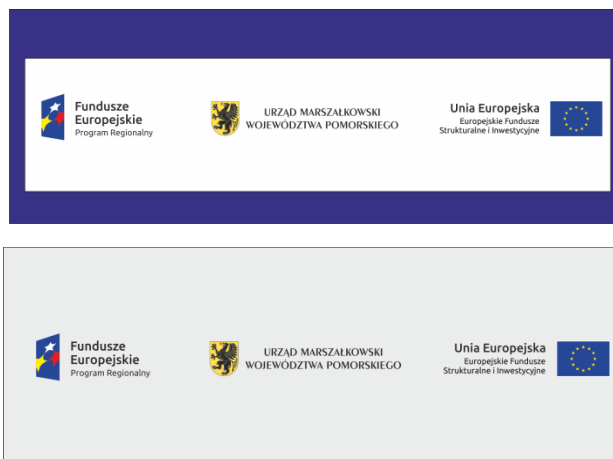 Fundusze
Europejskie
Program Regionalny
URZĄD MARSZAŁKOWSKI
WOJEWÓDZTWA POMORSKIEGO
Unia Europejska
Europejskie Fundusze
Strukturalne i Inwestycyjne
Fundusze
Europejskie
Program Regionalny
URZĄD MARSZAŁKOWSKI
WOJEWÓDZTWA POMORSKIEGO
Unia Europejska
Europejskie Fundusze
Strukturalne i Inwestycyjne